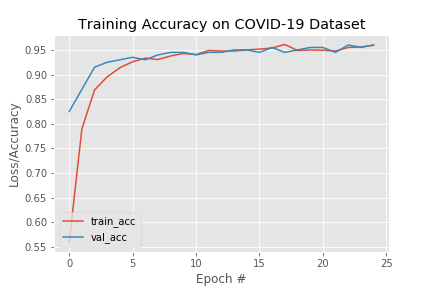 Training Accuracy on COVID-19 Dataset
0.95
0.90
0.85
0.80
0.75
0.70
0.65
0.60
0.55
Loss/Accuracy
train_acc
val_acc
0 5 10 15 20 25
Epoch #